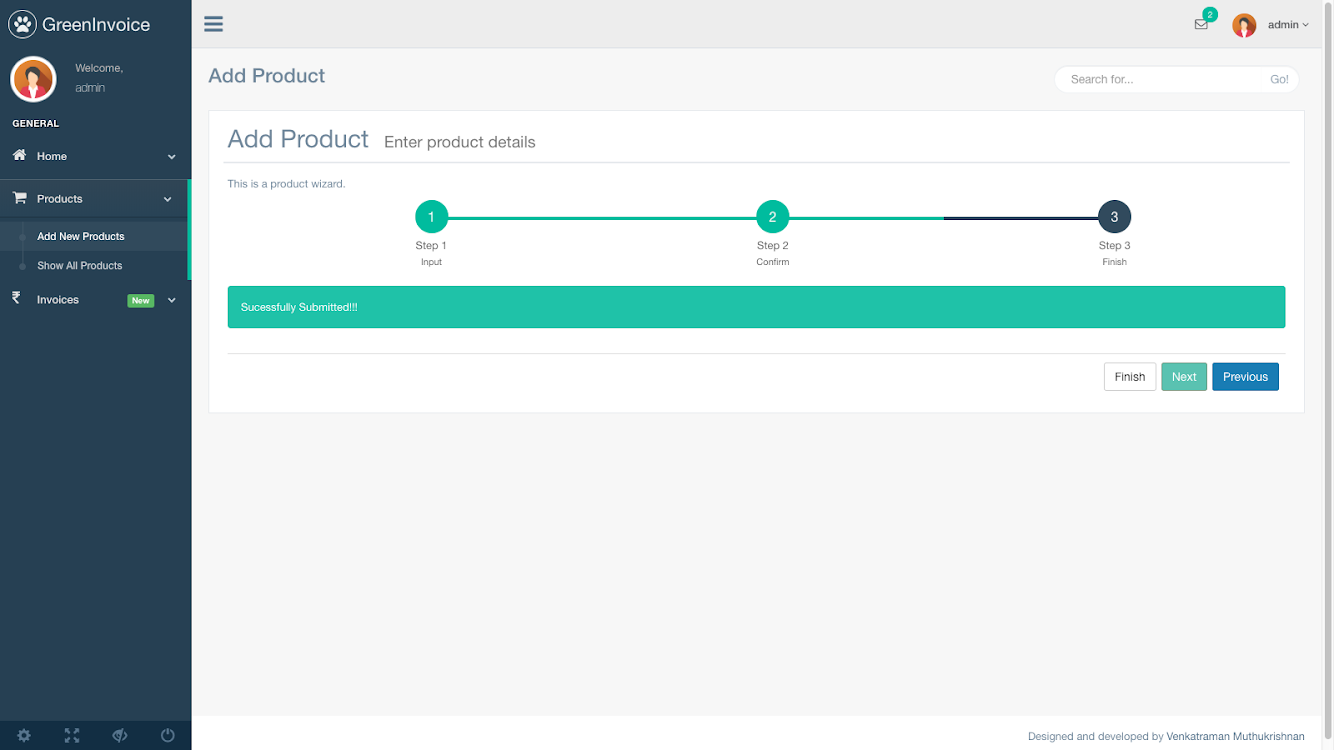 GreenInvoice
Welcome,
admin
GENERAL
Home
Products
Add New Products
Show All Products
₹ Invoices New
2
admin
Add Product
Search for... Go!
Add Product Enter product details
This is a product wizard.
1 2 3
Step 1 Step 2 Step 3
Input Confirm Finish
Sucessfully Submitted!!!
Finish Next Previous
Designed and developed by Venkatraman Muthukrishnan